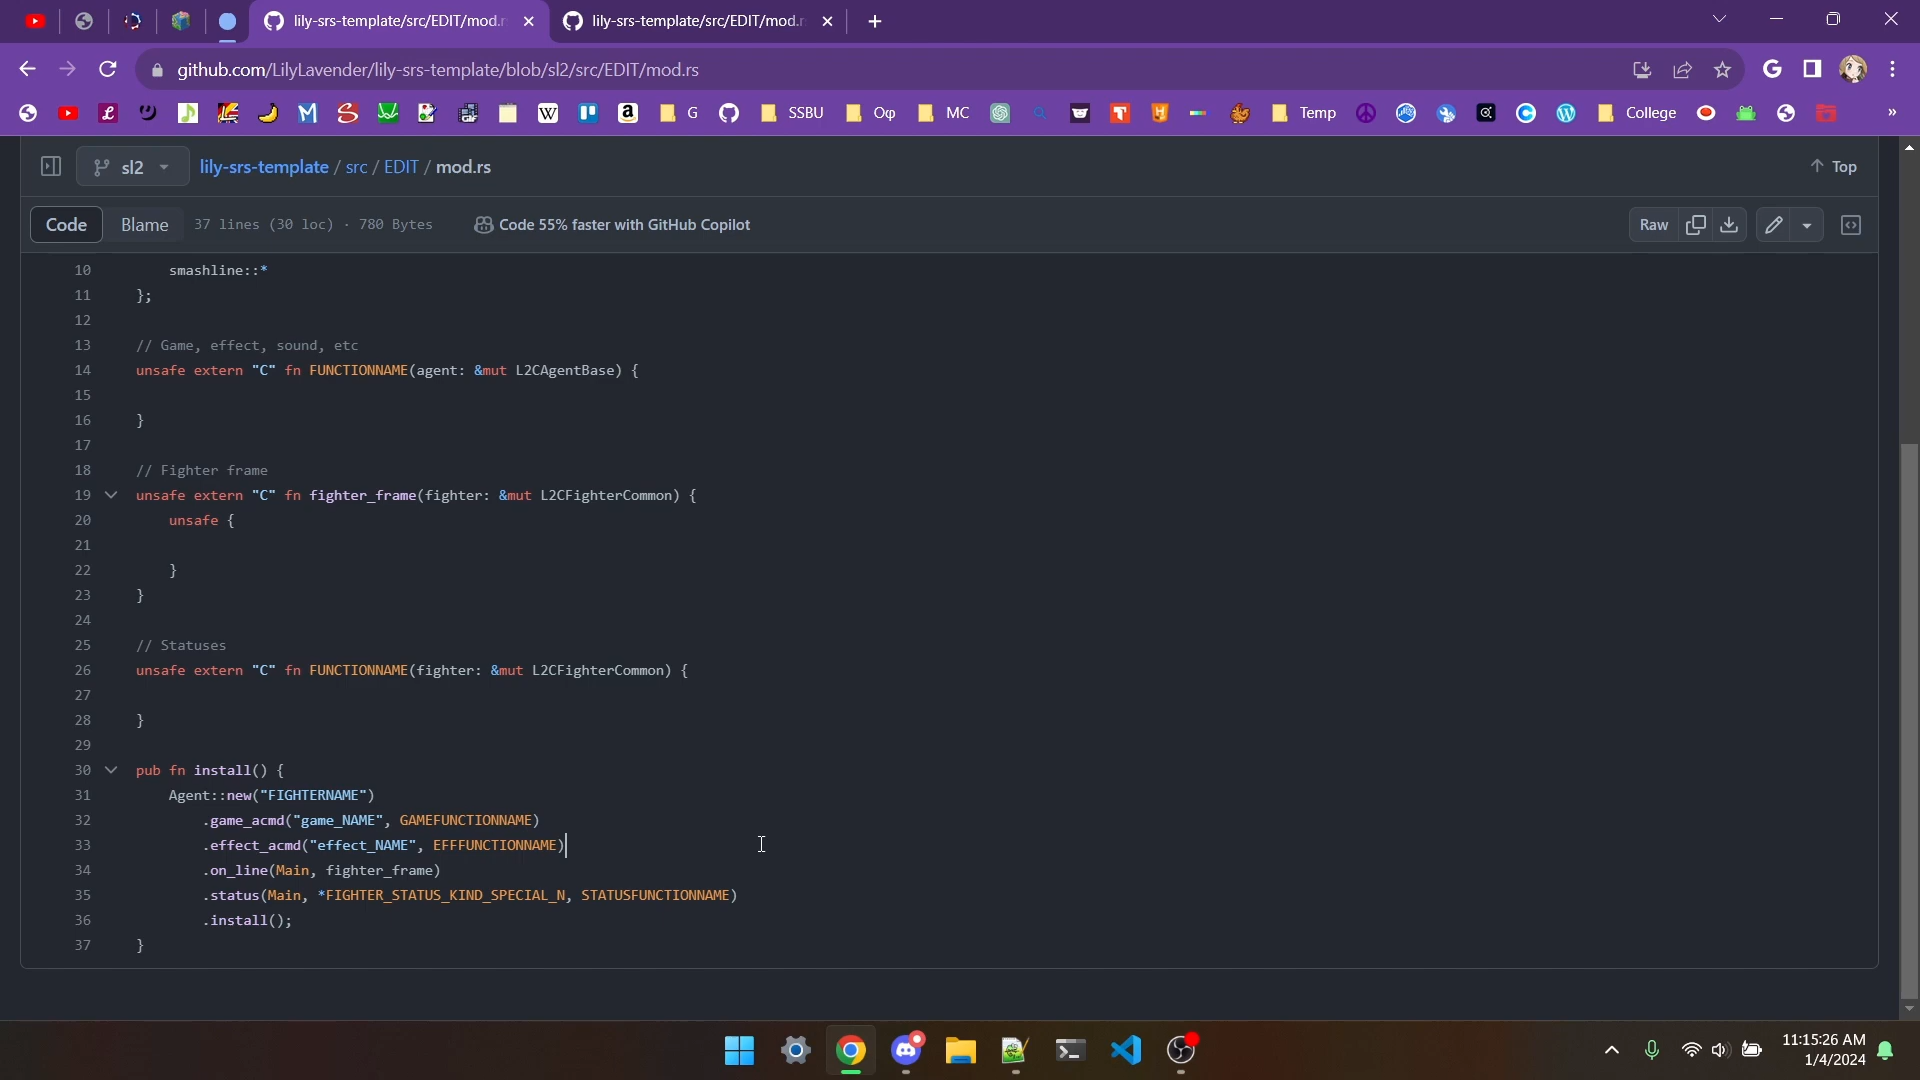 lily-srs-template/src/EDIT/mod.r
lily-srs-template/src/EDIT/mod.r
github.com/LilyLavender/lily-srs-template/blob/sl2/src/EDIT/mod.rs
G
SSBU
Οφ
MC
Temp
College
»
sl2
lily-srs-template / src / EDIT / mod.rs
Top
Code
Blame
37 lines (30 loc) · 780 Bytes
Code 55% faster with GitHub Copilot
Raw
10 smashline::*
11 };
12
13 // Game, effect, sound, etc
14 unsafe extern "C" fn FUNCTIONNAME(agent: &mut L2CAgentBase) {
15
16 }
17
18 // Fighter frame
19 unsafe extern "C" fn fighter_frame(fighter: &mut L2CFighterCommon) {
20 unsafe {
21
22 }
23 }
24
25 // Statuses
26 unsafe extern "C" fn FUNCTIONNAME(fighter: &mut L2CFighterCommon) {
27
28 }
29
30 pub fn install() {
31 Agent::new("FIGHTERNAME")
32 .game_acmd("game_NAME", GAMEFUNCTIONNAME)
33 .effect_acmd("effect_NAME", EFFFUNCTIONNAME)
34 .on_line(Main, fighter_frame)
35 .status(Main, *FIGHTER_STATUS_KIND_SPECIAL_N, STATUSFUNCTIONNAME)
36 .install();
37 }
11:15:26 AM
1/4/2024